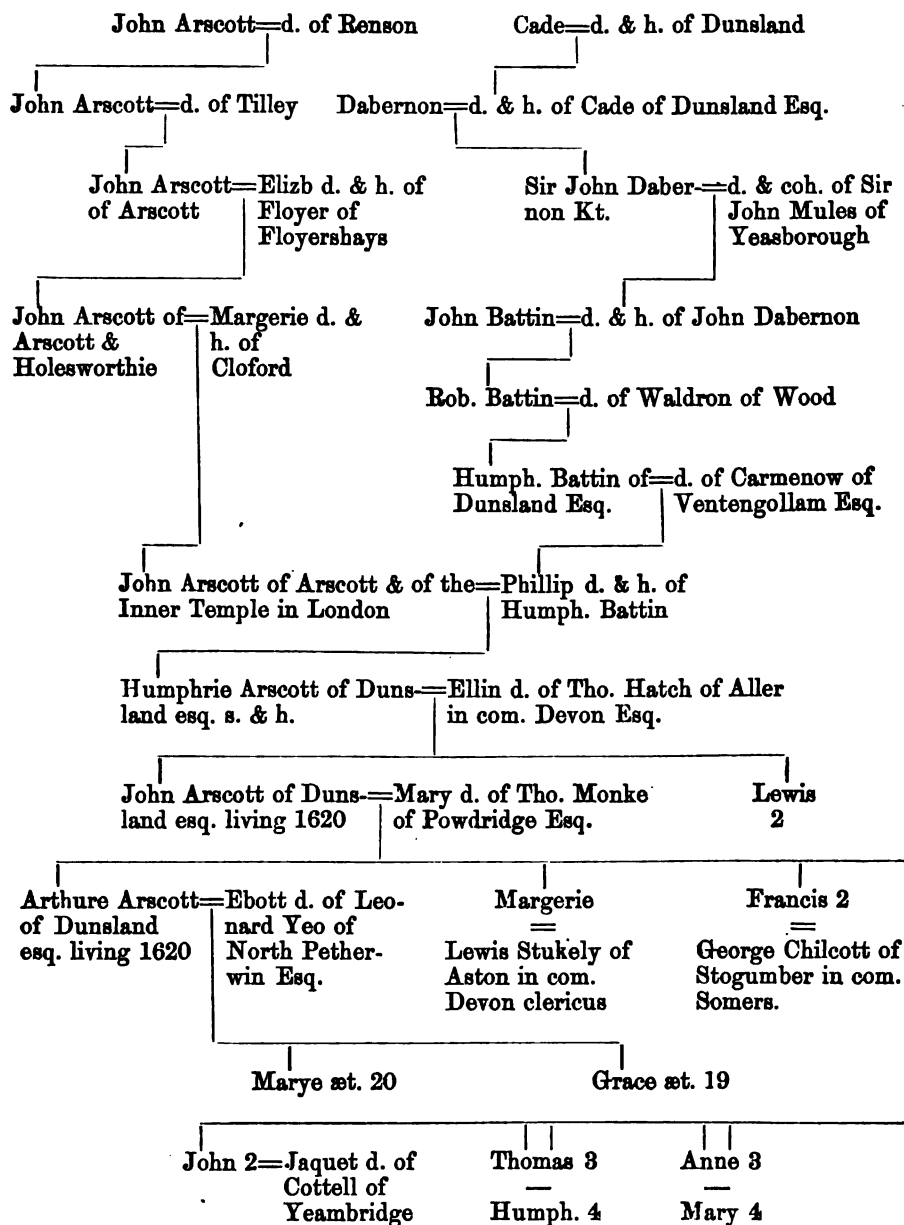 John Arscott=d. of Renson
Cade=d. & h. of Dunsland
John Arscott=d. of Tilley
Dabernon=d. & h. of Cade of Dunsland Esq.
John Arscott=Elizb d. & h. of
of Arscott
Floyer of
Floyershays
Sir John Daber-=d. & coh. of Sir
non Kt.
John Mules of
Yeasborough
John Arscott of=Margerie d. &
Arscott &
h. of
Holesworthie
Cloford
John Battin=d. & h. of John Dabernon
Rob. Battin=d. of Waldron of Wood
Humph. Battin of=d. of Carmenow of
Dunsland Esq.
Ventengollam Esq.
John Arscott of Arscott & of the=Phillip d. & h. of
Inner Temple in London
Humph. Battin
Humphrie Arscott of Duns-=Ellin d. of Tho. Hatch of Aller
land esq. s. & h.
in com. Devon Esq.
John Arscott of Duns-=Mary d. of Tho. Monke
land esq. living 1620
of Powdridge Esq.
Lewis
2
Arthure Arscott=Ebott d. of Leo-
of Dunsland
nard Yeo of
esq. living 1620
North Pether-
win Esq.
Margerie
=
Lewis Stukely of
Aston in com.
Devon clericus
Francis 2
=
George Chilcott of
Stogumber in com.
Somers.
Marye æt. 20
Grace æt. 19
John 2=Jaquet d. of
Cottell of
Yeambridge
Thomas 3
—
Humph. 4
Anne 3
—
Mary 4